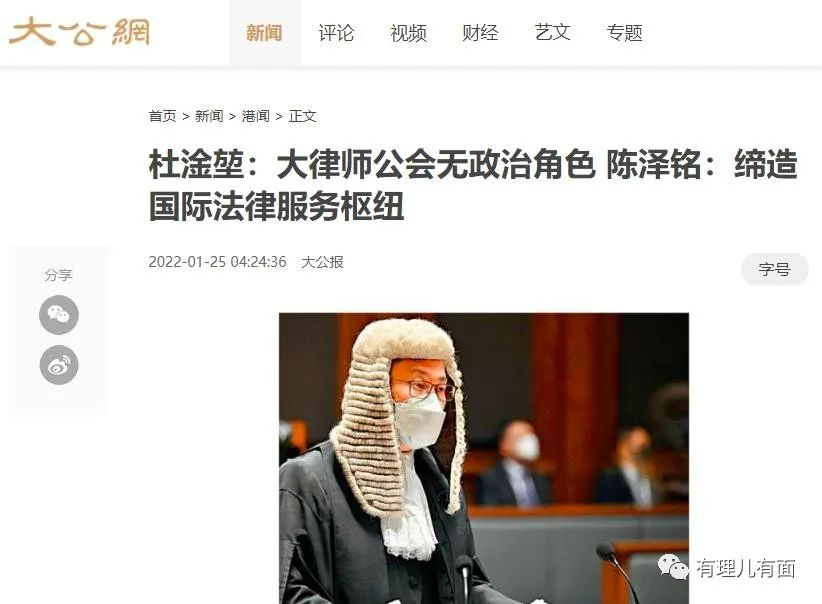 大公網
新闻 评论 视频 财经 艺文 专题
首页 > 新闻 > 港闻 > 正文
杜淦堃：大律师公会无政治角色 陈泽铭：缔造
国际法律服务枢纽
2022-01-25 04:24:36 大公报
字号
分享
有理儿有面